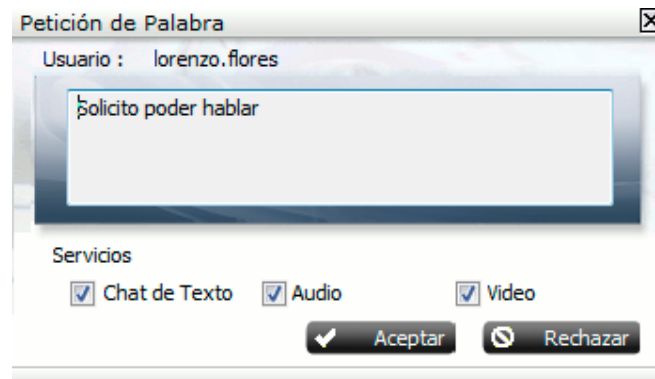 Petición de Palabra
Usuario : lorenzo.flores
Solicito poder hablar
Servicios
Chat de Texto Audio Video
Aceptar Rechazar